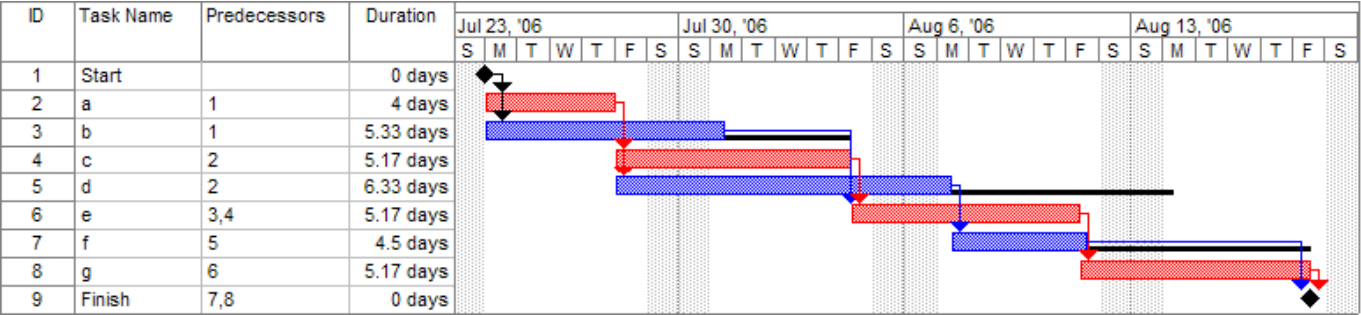 ID Task Name Predecessors Duration
Jul 23, '06 Jul 30, '06 Aug 6, '06 Aug 13, '06
S M T W T F S S M T W T F S S M T W T F S S M T W T F S
1 Start 0 days
2 a 1 4 days
3 b 1 5.33 days
4 c 2 5.17 days
5 d 2 6.33 days
6 e 3,4 5.17 days
7 f 5 4.5 days
8 g 6 5.17 days
9 Finish 7,8 0 days